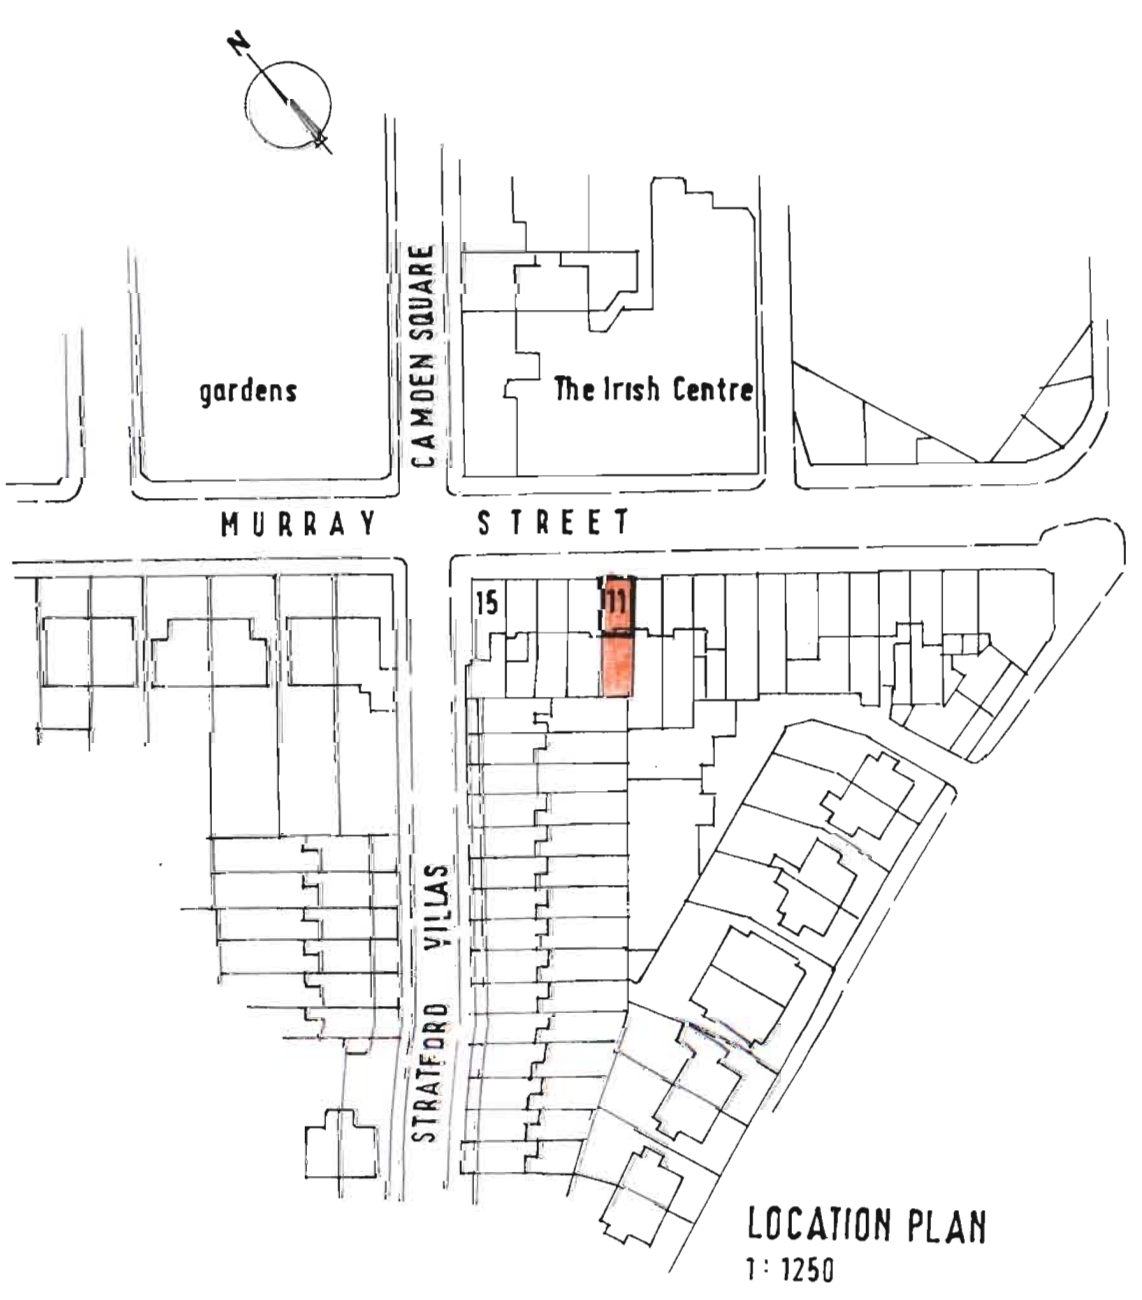 N
CAMDEN SQUARE
gardens
The Irish Centre
MURRAY STREET
15
11
STRATFORD VILLAS
LOCATION PLAN
1 : 1250